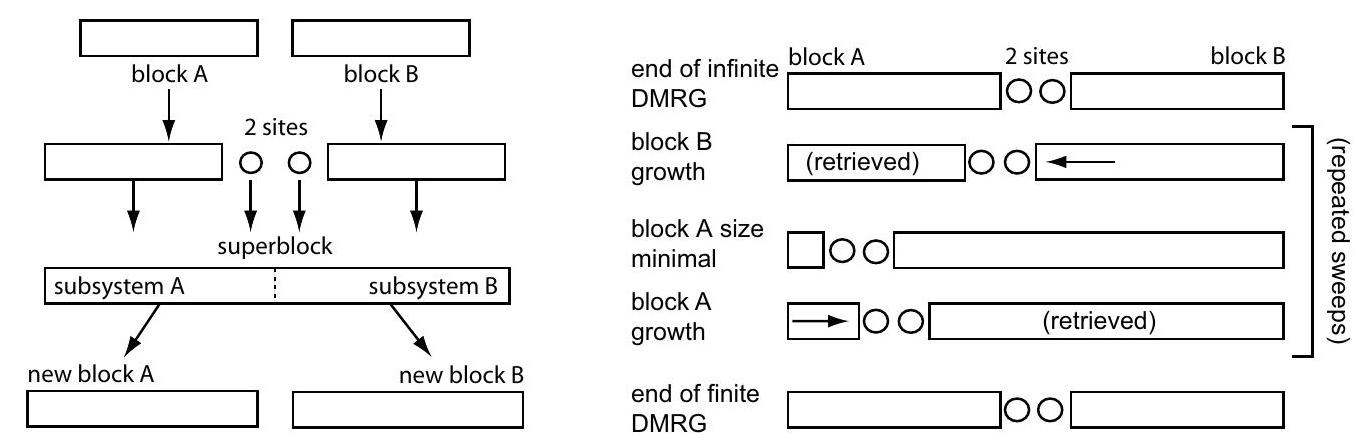 block A
block B
2 sites
superblock
subsystem A
subsystem B
new block A
new block B
end of infinite
DMRG
block A
2 sites
block B
block B
growth
(retrieved)
block A size
minimal
block A
growth
(retrieved)
(repeated sweeps)
end of finite
DMRG